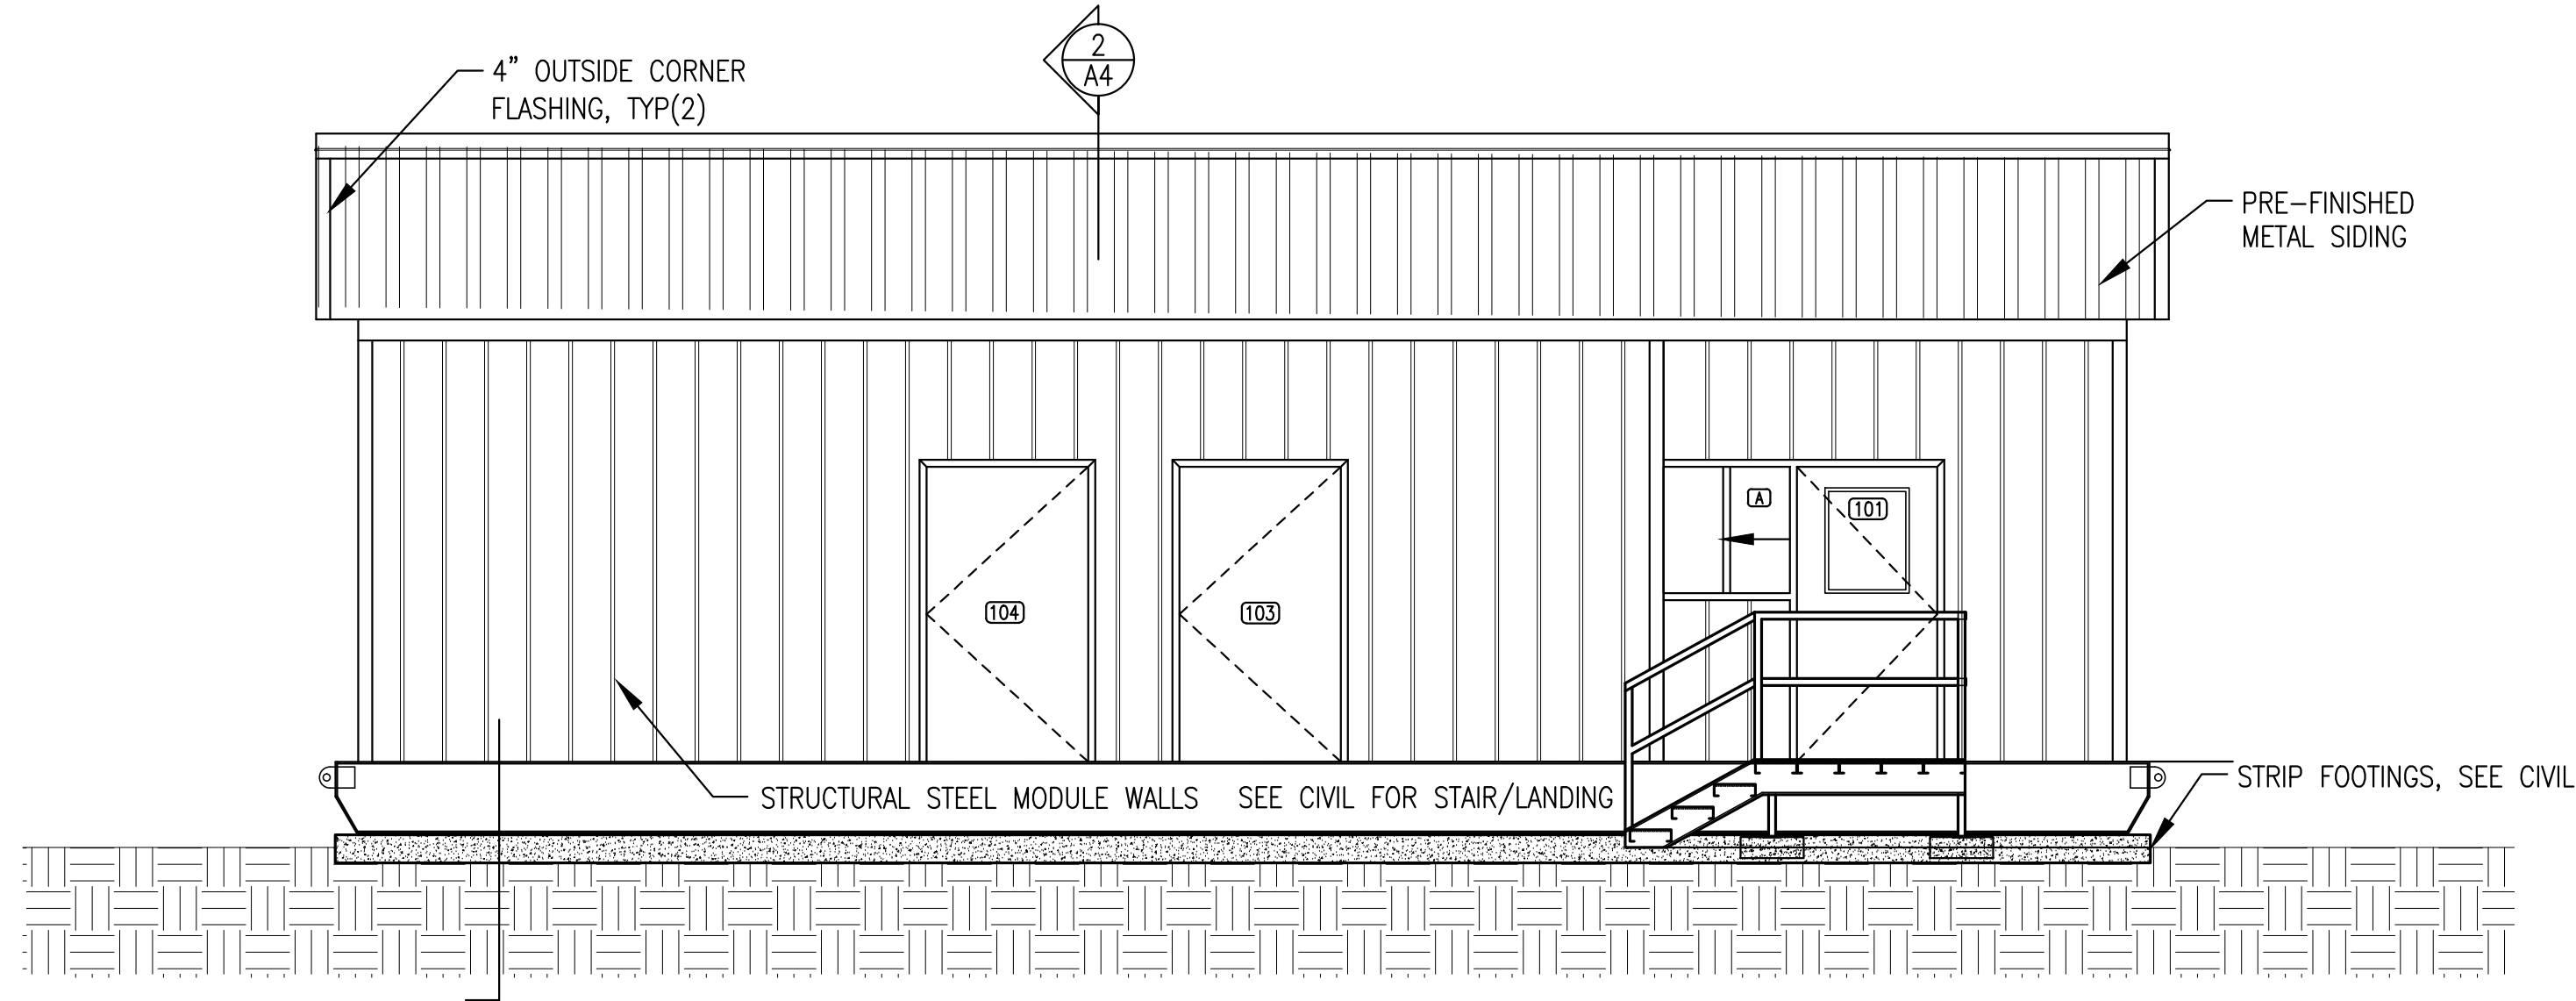 2
A4
4” OUTSIDE CORNER
FLASHING, TYP(2)
PRE-FINISHED
METAL SIDING
A
101
104
103
STRUCTURAL STEEL MODULE WALLS
SEE CIVIL FOR STAIR/LANDING
STRIP FOOTINGS, SEE CIVIL